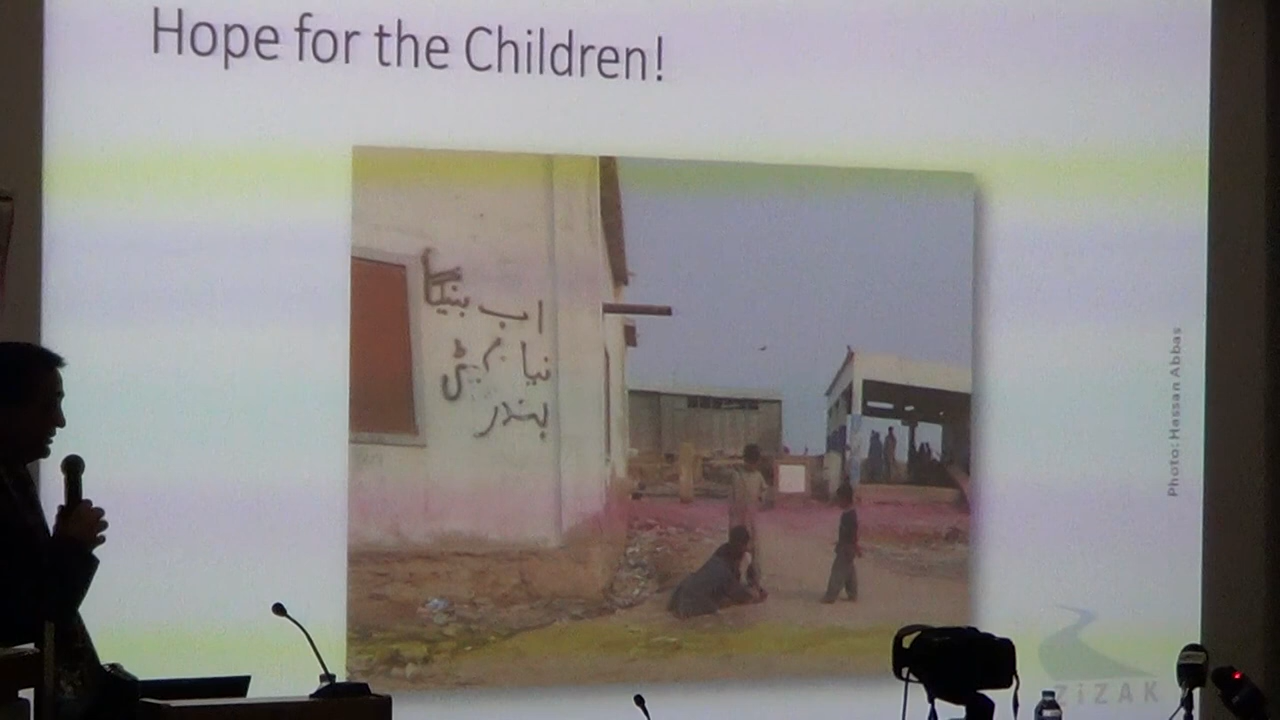 Hope for the Children!
اب بنیگا
نیا
بندر
Photo: Hassan Abbas
ZiZAK